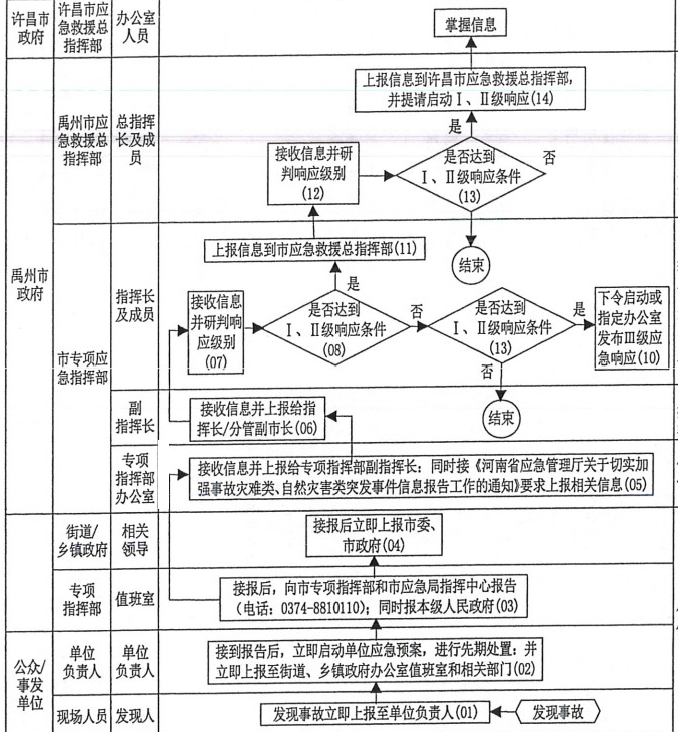 许昌市
政府
许昌市应
急救援总
指挥部
办公室
人员
掌握信息
上报信息到许昌市应急救援总指挥部，
并提请启动Ⅰ、Ⅱ级响应(14)
是
禹州市应
急救援总
指挥部
总指挥
长及成
员
接收信息并研
判响应级别
(12)
是否达到
Ⅰ、Ⅱ级响应条件
(13)
否
结束
上报信息到市应急救援总指挥部(11)
是
禹州市
政府
市专项应
急指挥部
指挥长
及成员
接收信息
并研判响
应级别
(07)
是否达到
Ⅰ、Ⅱ级响应条件
(08)
否
是否达到
Ⅰ、Ⅱ级响应条件
(13)
是
下令启动或
指定办公室
发布Ⅲ级应
急响应(10)
否
结束
副
指挥长
接收信息并上报给指
挥长/分管副市长(06)
专项
指挥部
办公室
接收信息并上报给专项指挥部副指挥长；同时接《河南省应急管理厅关于切实加
强事故灾难类、自然灾害类突发事件信息报告工作的通知》要求上报相关信息(05)
街道/
乡镇政府
相关
领导
接报后立即上报市委、
市政府(04)
专项
指挥部
值班室
接报后，向市专项指挥部和市应急局指挥中心报告
(电话：0374-8810110)；同时报本级人民政府(03)
公众/
事发
单位
单位
负责人
单位
负责人
接到报告后，立即启动单位应急预案，进行先期处置；并
立即上报至街道、乡镇政府办公室值班室和相关部门(02)
现场人员
发现人
发现事故立即上报至单位负责人(01)
发现事故